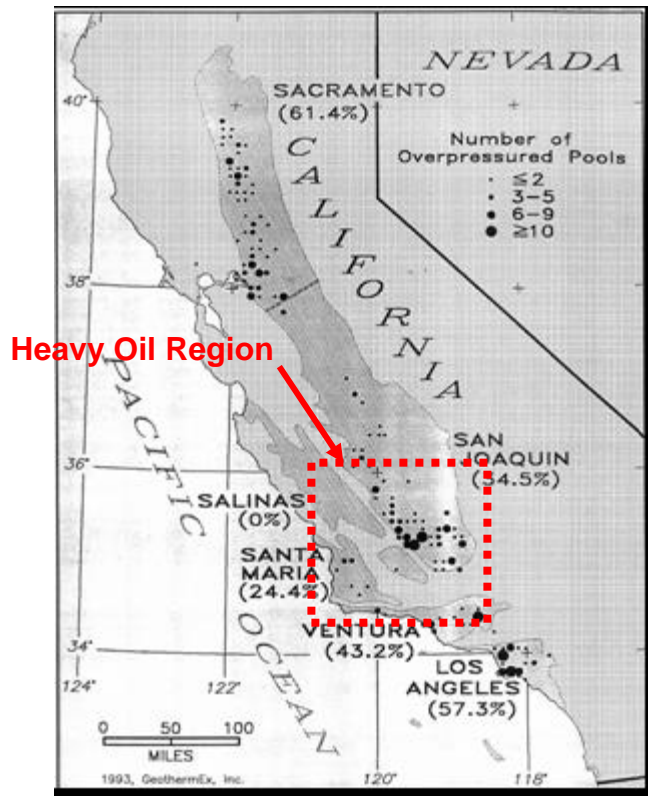 NEVADA
SACRAMENTO
(61.4%)
40°
Number of
Overpressured Pools
≤2
3-5
6-9
≥10
CALIFORNIA
38°
Heavy Oil Region
PACIFIC
OCEAN
36°
SAN
JOAQUIN
(34.5%)
SALINAS
(0%)
SANTA
MARIA
(24.4%)
VENTURA
(43.2%)
34°
LOS
ANGELES
(57.3%)
124°
122°
0 50 100
MILES
1993, GeothermEx, Inc.
120°
118°